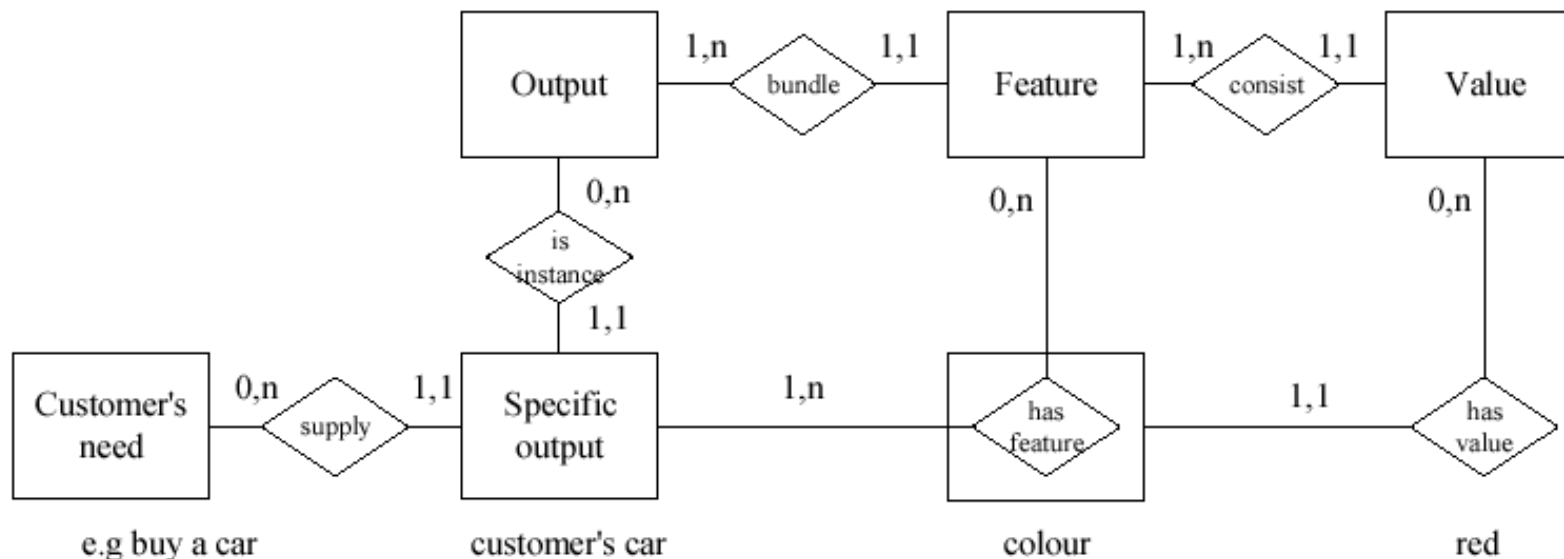 1,n
1,1
1,n
1,1
Output
bundle
Feature
consist
Value
0,n
0,n
0,n
is
instance
1,1
0,n
1,1
1,n
1,1
Customer's
need
supply
Specific
output
has
feature
has
value
e.g buy a car
customer's car
colour
red